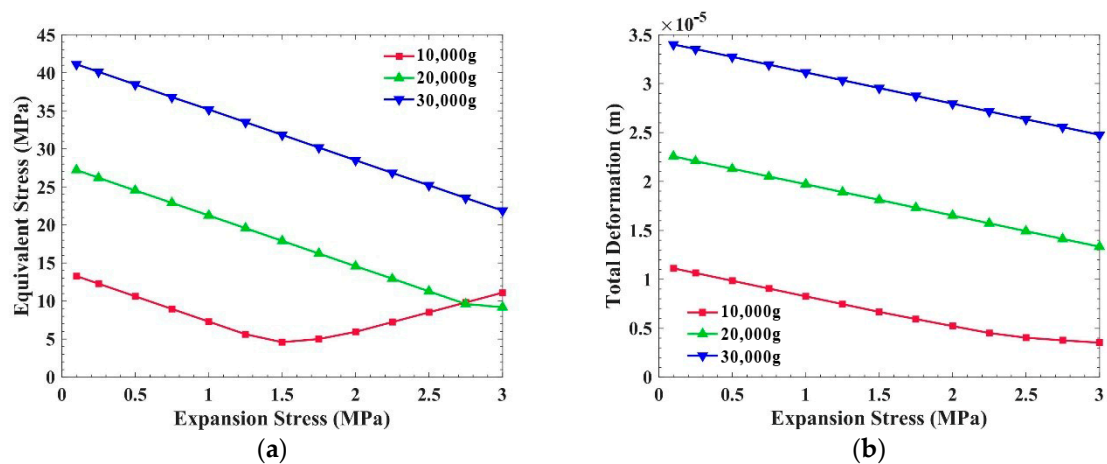 45
40
35
30
25
20
15
10
5
0
Equivalent Stress (MPa)
10,000g
20,000g
30,000g
0 0.5 1 1.5 2 2.5 3
Expansion Stress (MPa)
(a)
×10⁻⁵
3.5
3
2.5
2
1.5
1
0.5
0
Total Deformation (m)
10,000g
20,000g
30,000g
0 0.5 1 1.5 2 2.5 3
Expansion Stress (MPa)
(b)